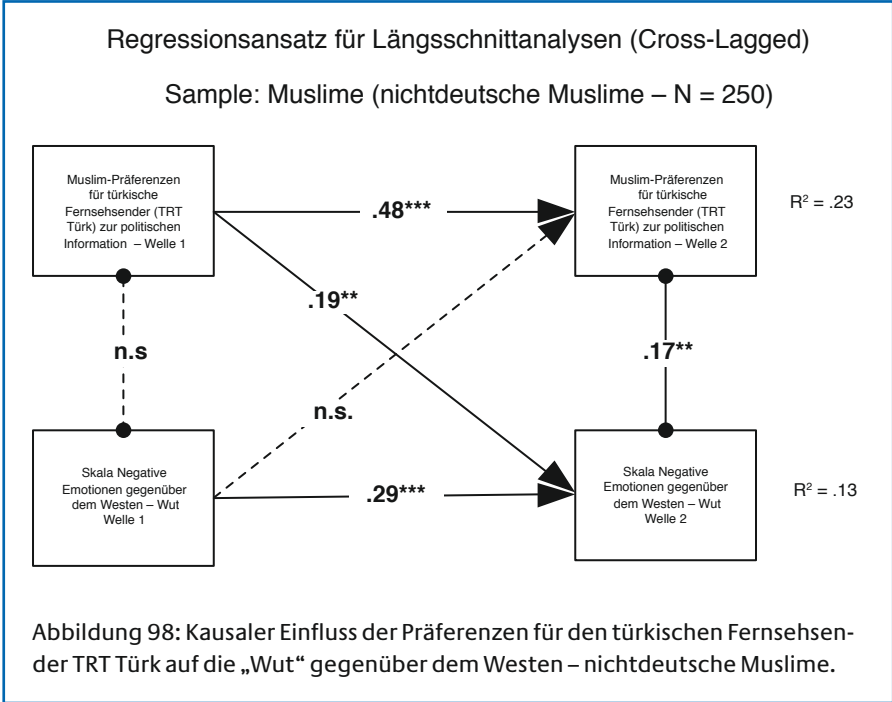 Regressionsansatz für Längsschnittanalysen (Cross-Lagged)
Sample: Muslime (nichtdeutsche Muslime – N = 250)
Muslim-Präferenzen
für türkische
Fernsehsender (TRT
Türk) zur politischen
Information – Welle 1
.48***
Muslim-Präferenzen
für türkische
Fernsehsender (TRT
Türk) zur politischen
Information – Welle 2
R² = .23
.19**
n.s
.17**
n.s.
Skala Negative
Emotionen gegenüber
dem Westen – Wut
Welle 1
.29***
Skala Negative
Emotionen gegenüber
dem Westen – Wut
Welle 2
R² = .13
Abbildung 98: Kausaler Einfluss der Präferenzen für den türkischen Fernsehsen-
der TRT Türk auf die „Wut“ gegenüber dem Westen – nichtdeutsche Muslime.